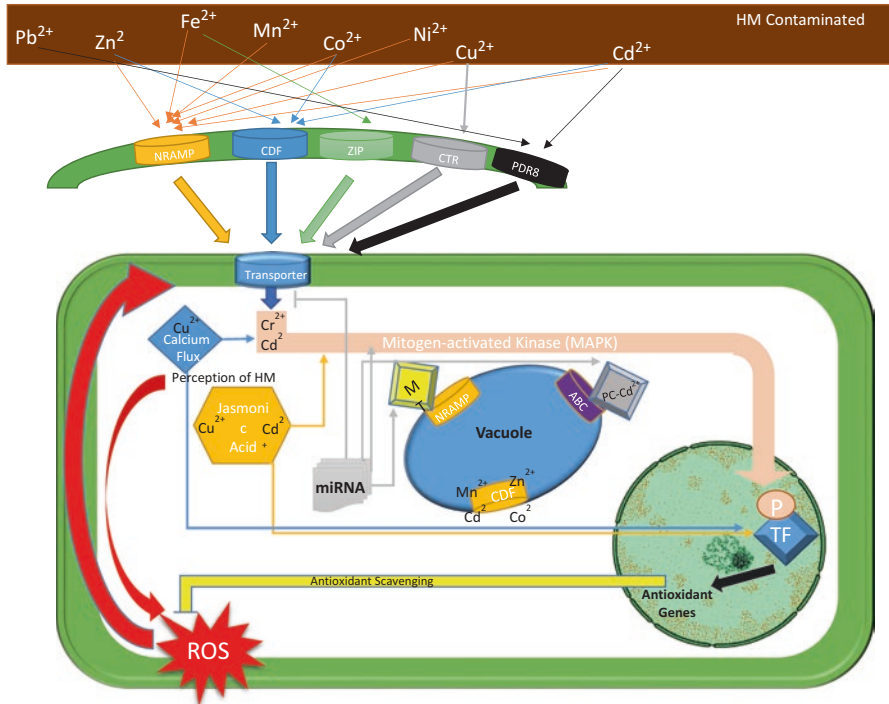 HM Contaminated
Pb²⁺
Zn²
Fe²⁺
Mn²⁺
Co²⁺
Ni²⁺
Cu²⁺
Cd²⁺
NRAMP
CDF
ZIP
CTR
PDR8
Transporter
Cr²⁺
Cd²
Mitogen-activated Kinase (MAPK)
Cu²⁺
Calcium
Flux
Perception of HM
Jasmoni
c
Acid
Cu²⁺
Cd²
+
miRNA
M
T
NRAMP
ABC
PC-Cd²⁺
Vacuole
Mn²⁺
Zn²⁺
CDF
Cd²
Co²
P
TF
Antioxidant
Genes
Antioxidant Scavenging
ROS